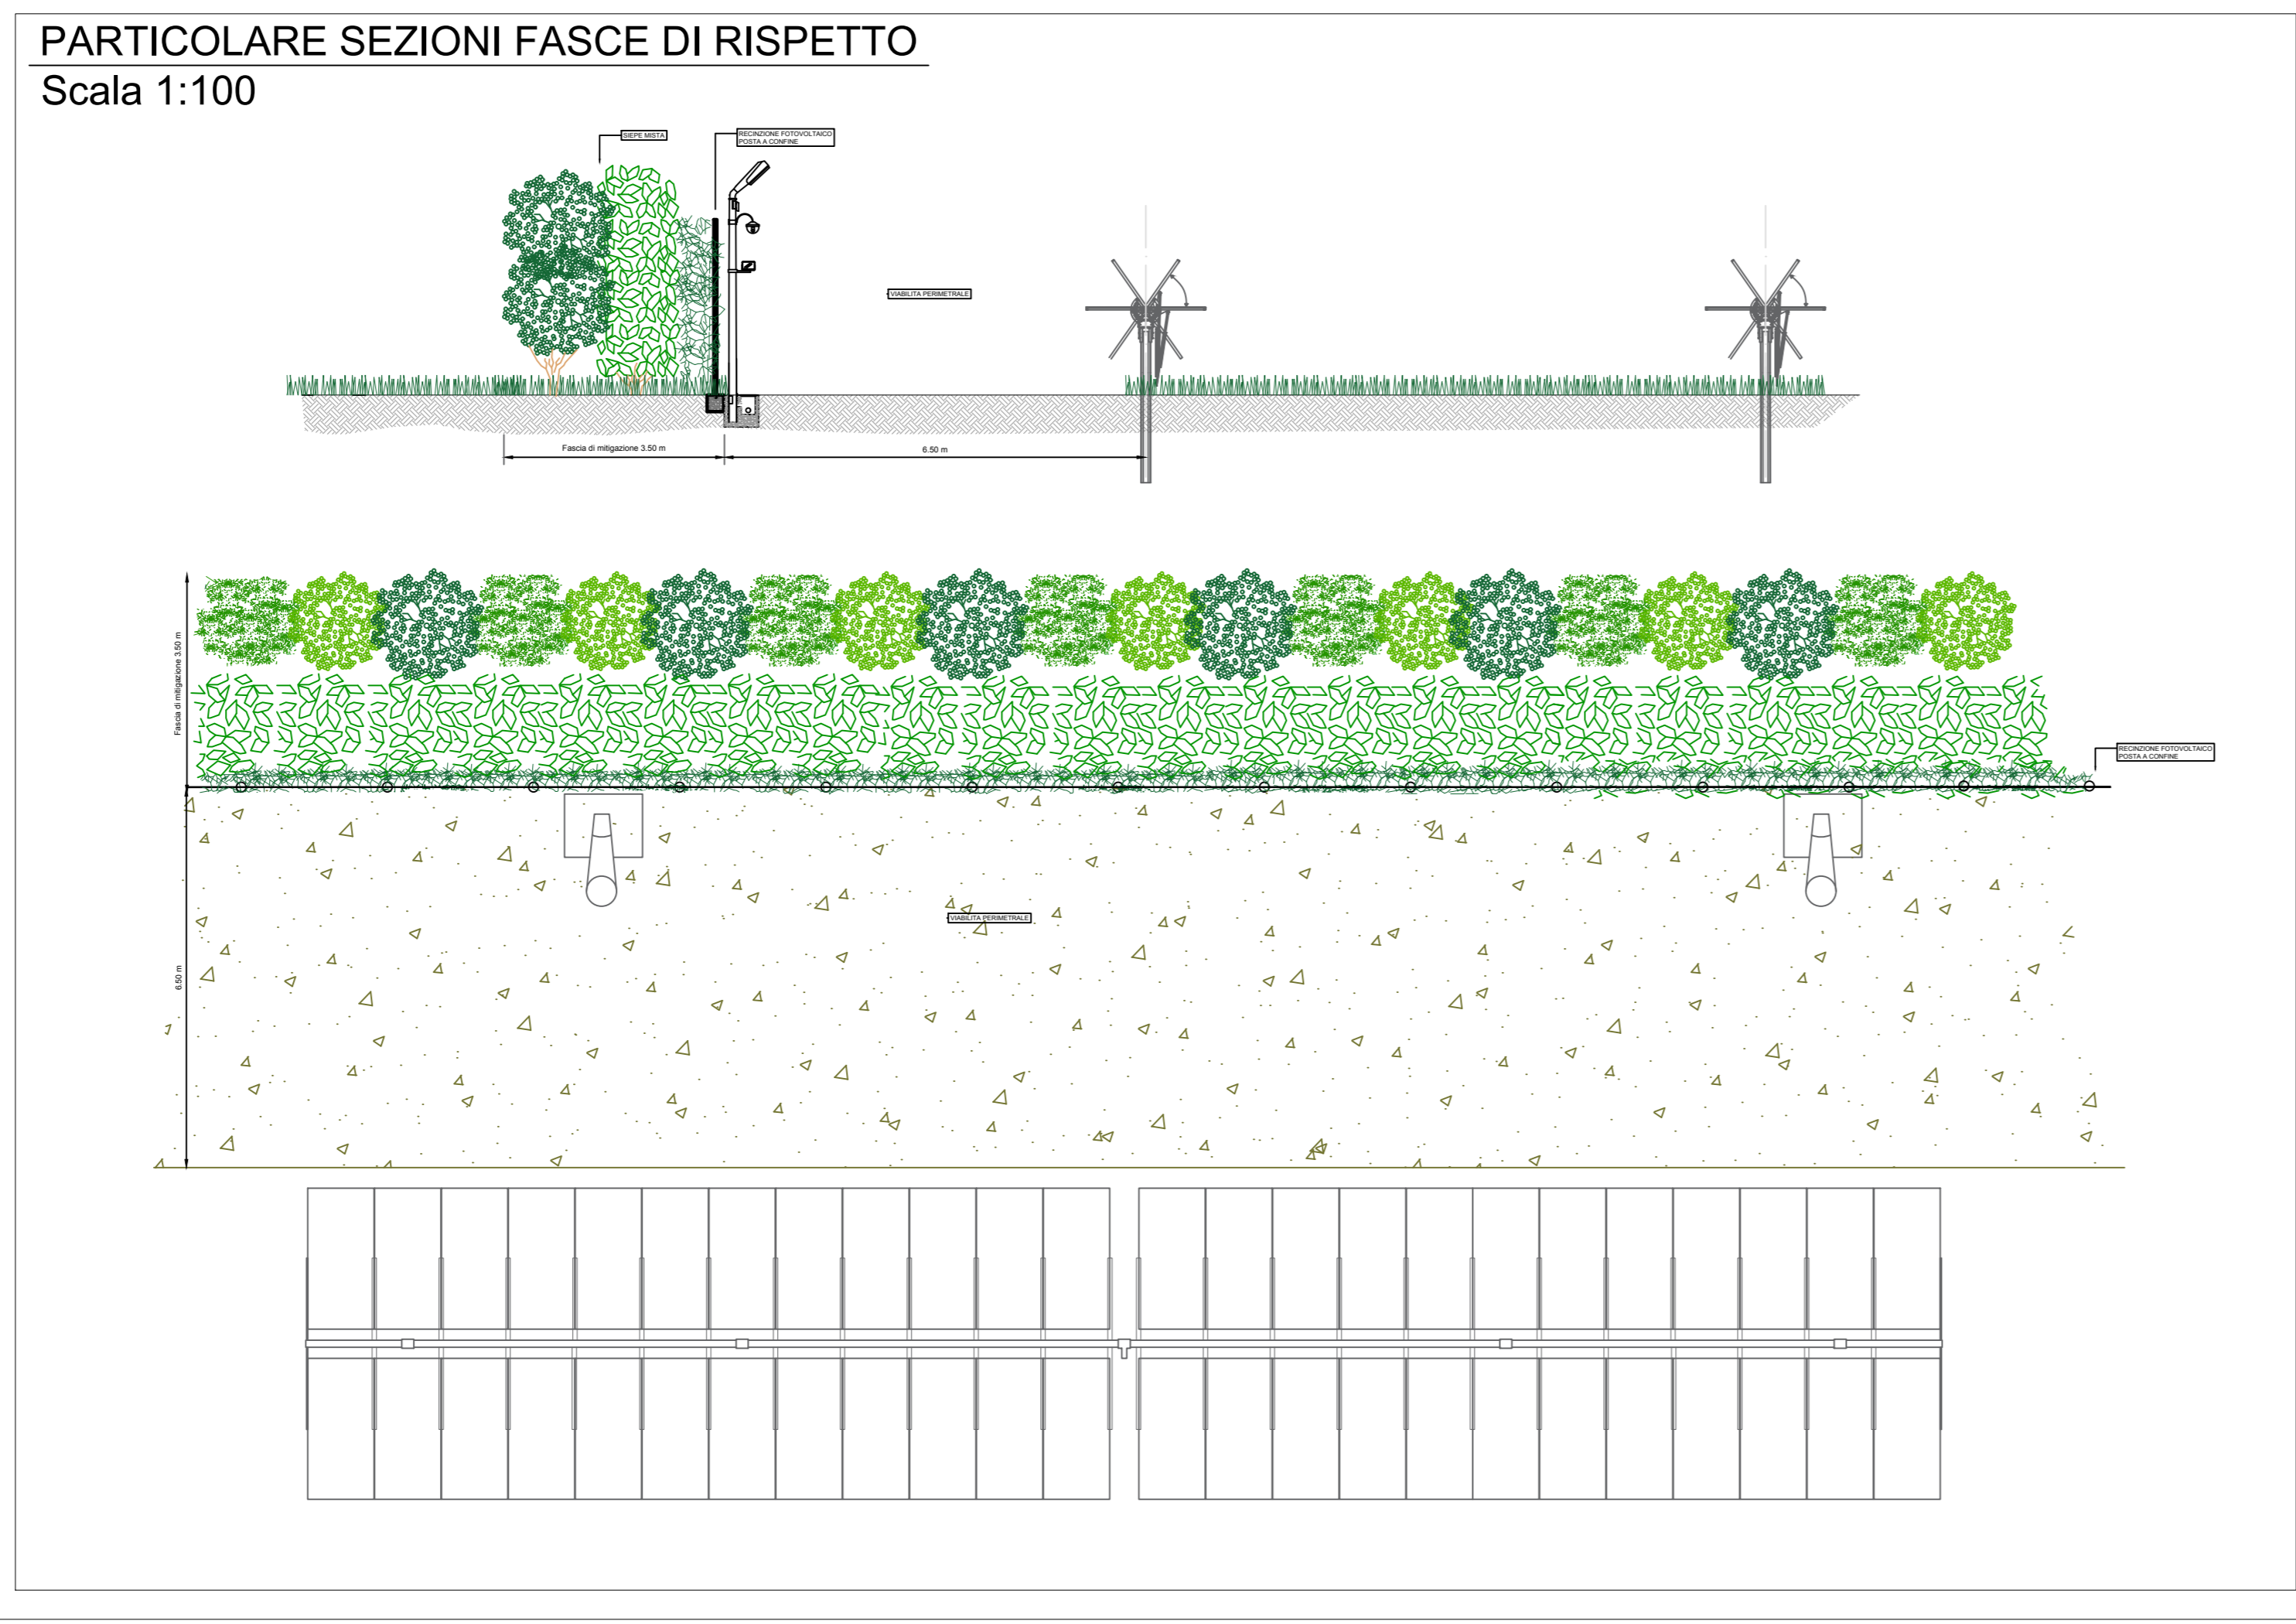 PARTICOLARE SEZIONI FASCE DI RISPETTO
Scala 1:100
SIEPE MISTA
RECINZIONE FOTOVOLTAICO
POSTA A CONFINE
VIABILITA PERIMETRALE
Fascia di mitigazione 3.50 m
6.50 m
Fascia di mitigazione 3.50 m
RECINZIONE FOTOVOLTAICO
POSTA A CONFINE
VIABILITA PERIMETRALE
6.50 m